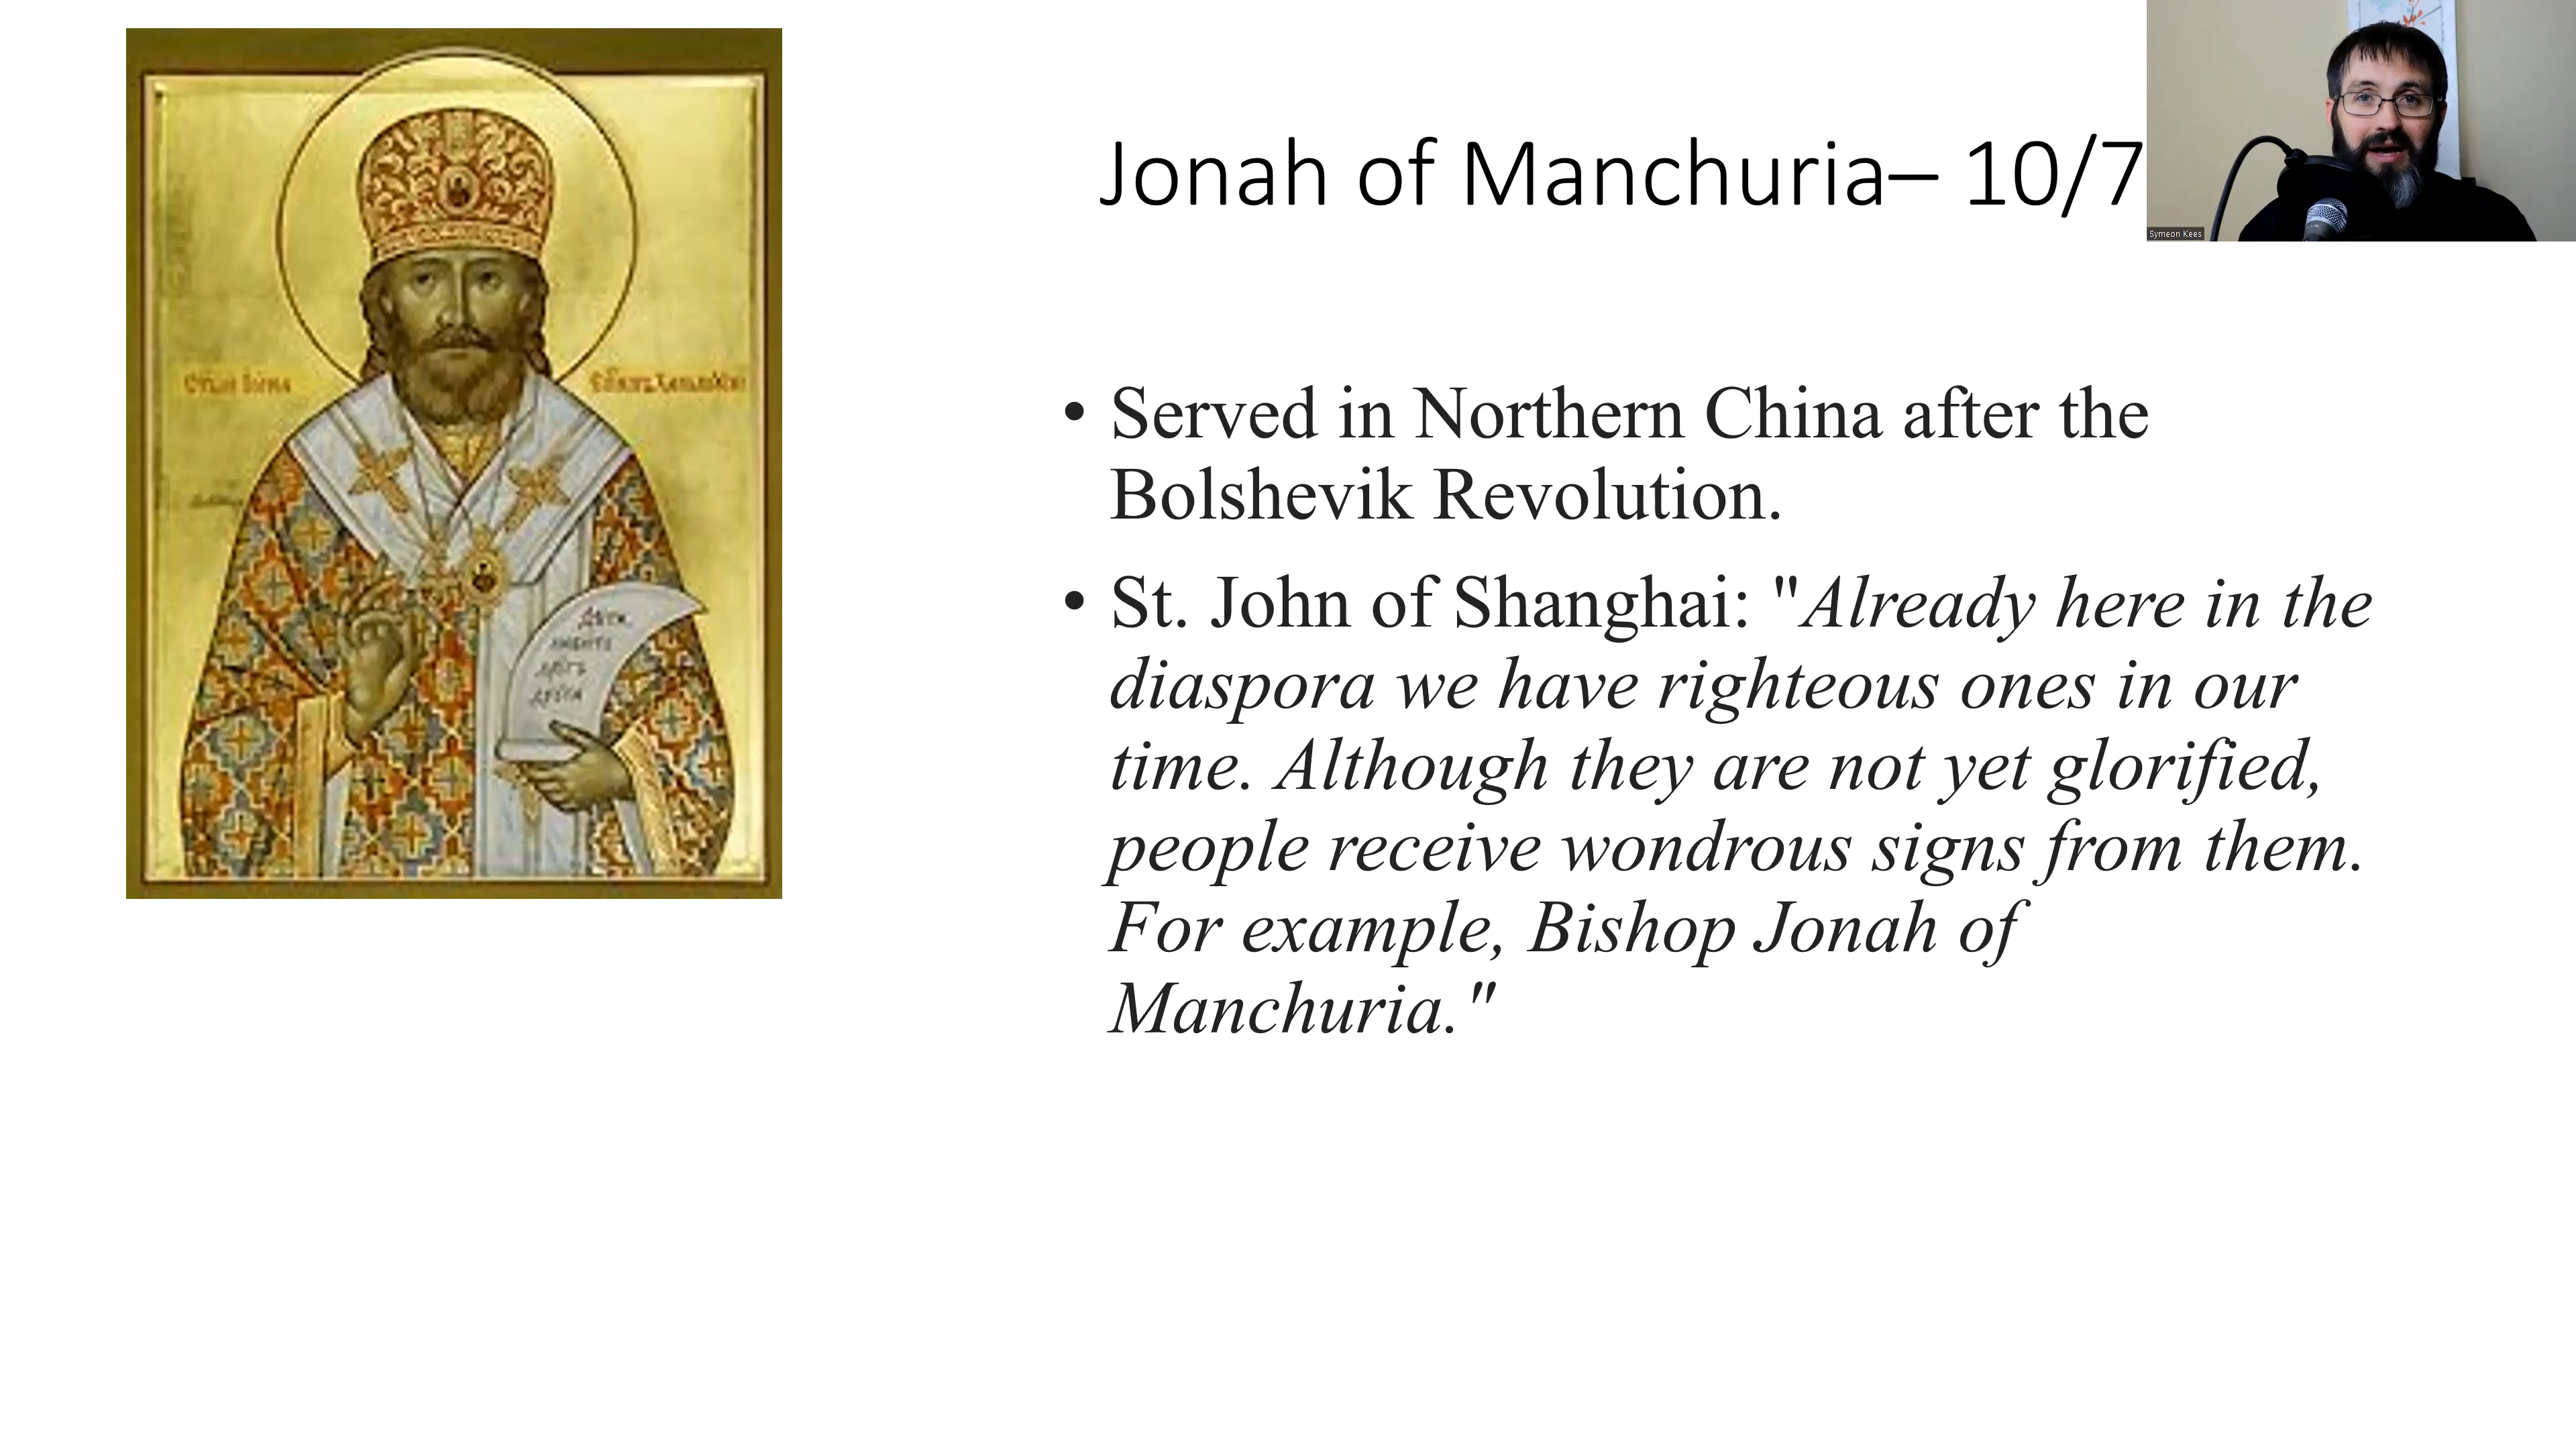 Jonah of Manchuria– 10/7
Symeon Kees
• Served in Northern China after the
Bolshevik Revolution.
• St. John of Shanghai: "Already here in the
diaspora we have righteous ones in our
time. Although they are not yet glorified,
people receive wondrous signs from them.
For example, Bishop Jonah of
Manchuria."